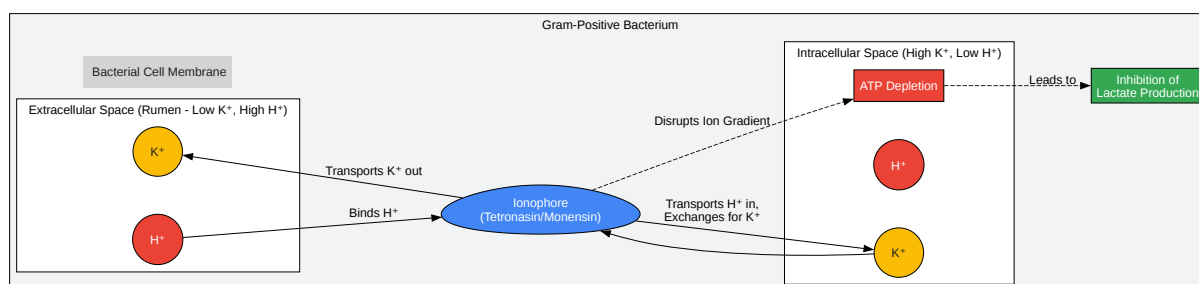 Gram-Positive Bacterium
Bacterial Cell Membrane
Extracellular Space (Rumen - Low K⁺, High H⁺)
K⁺
H⁺
Transports K⁺ out
Binds H⁺
Ionophore
(Tetronasin/Monensin)
Disrupts Ion Gradient
Transports H⁺ in,
Exchanges for K⁺
Intracellular Space (High K⁺, Low H⁺)
ATP Depletion
H⁺
K⁺
Leads to
Inhibition of
Lactate Production